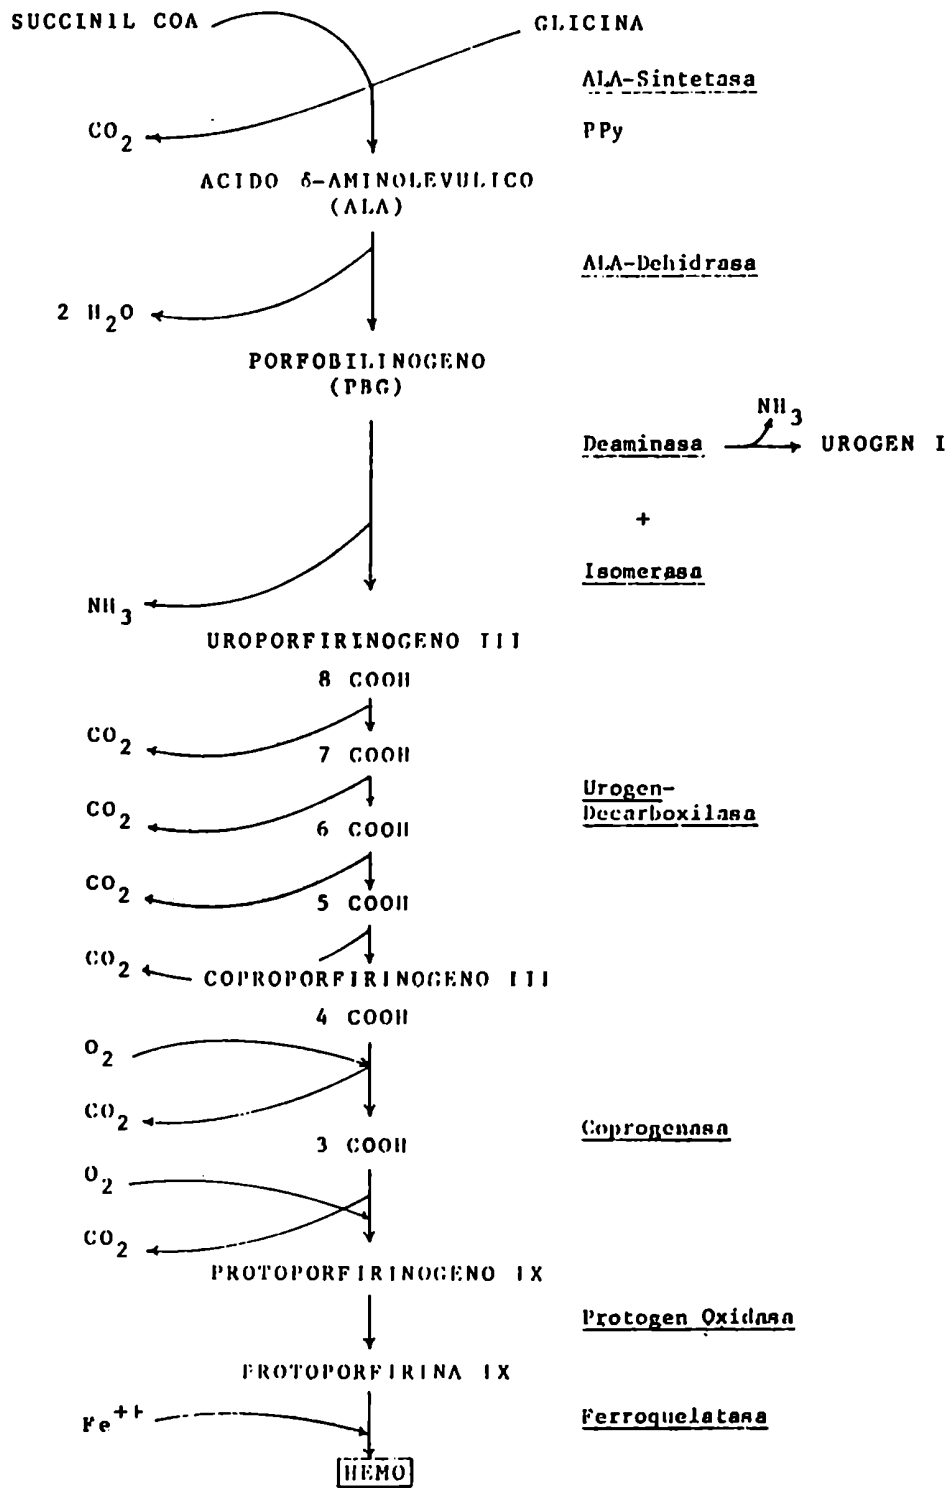 SUCCINIL COA GLICINA
ALA-Sintetasa
CO2 PPy
ACIDO δ-AMINOLEVULICO
(ALA)
ALA-Dehidrasa
2 H2O
PORFOBILINOGENO
(PBG)
NH3
Deaminasa UROGEN I
+
Isomerasa
NH3
UROPORFIRINOGENO III
8 COOH
CO2
7 COOH
Urogen-
CO2 Decarboxilasa
6 COOH
CO2
5 COOH
CO2
COPROPORFIRINOGENO III
4 COOH
O2
CO2
Coprogenasa
3 COOH
O2
CO2
PROTOPORFIRINOGENO IX
Protogen Oxidasa
PROTOPORFIRINA IX
Fe++ Ferroquelatasa
HEMO